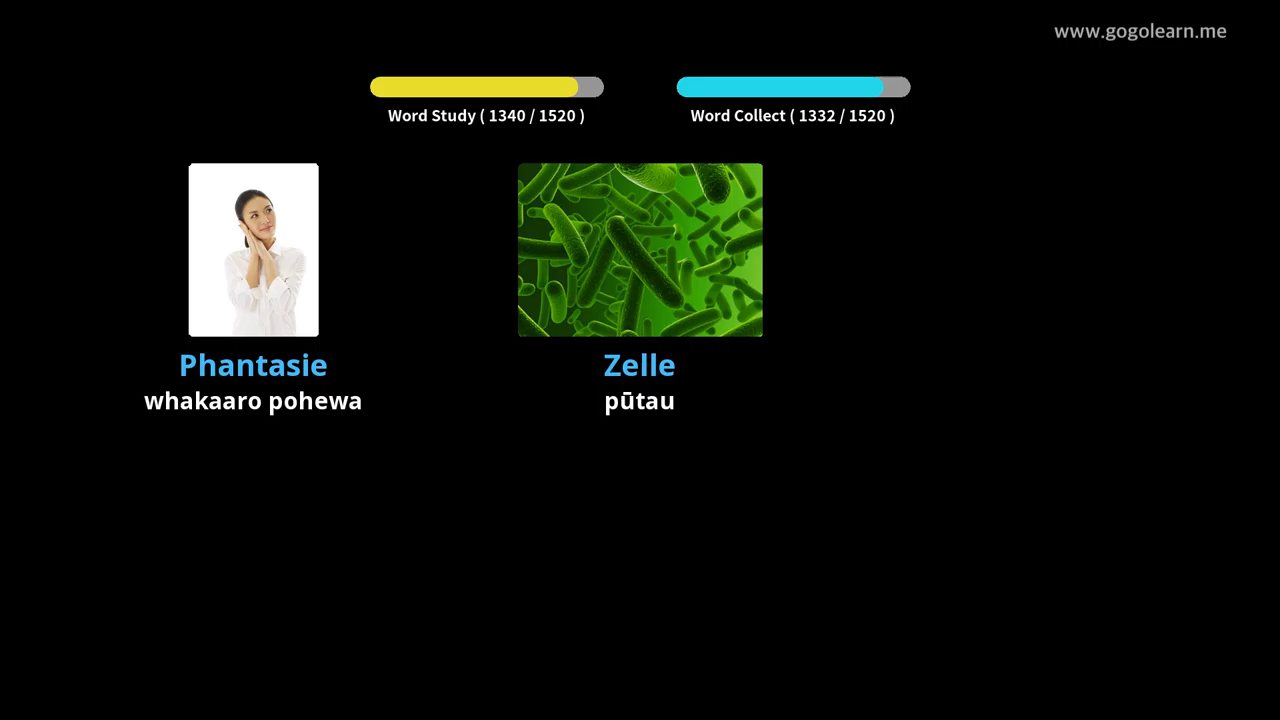 www.gogolearn.me
Word Study ( 1340 / 1520 )
Word Collect ( 1332 / 1520 )
Phantasie
whakaaro pohewa
Zelle
pūtau